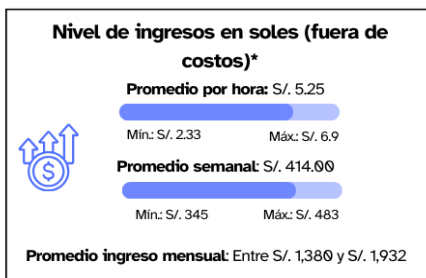 Nivel de ingresos en soles (fuera de
costos)*
Promedio por hora: S/. 5.25
Mín.: S/. 2.33 Máx.: S/. 6.9
$
Promedio semanal: S/. 414.00
Mín.: S/. 345 Máx.: S/. 483
Promedio ingreso mensual: Entre S/. 1,380 y S/. 1,932